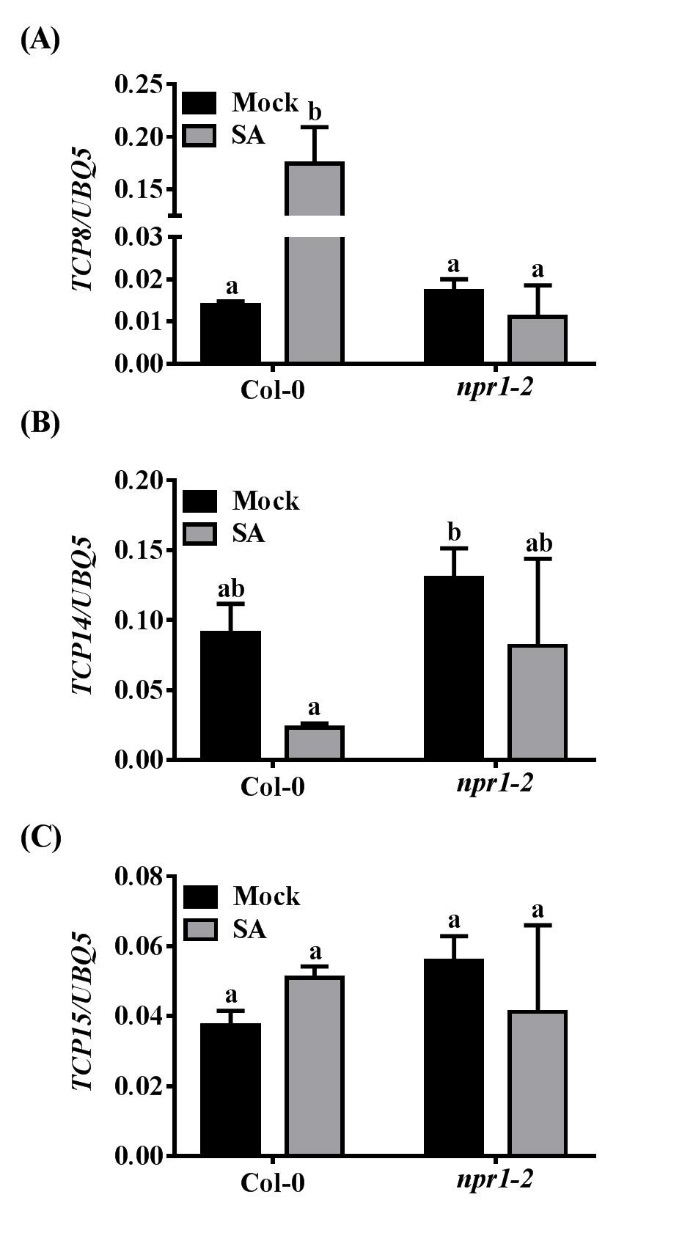 (A)
0.25
Mock
b
0.20
SA
0.15
TCP8/UBQ5
0.03
0.02
a
a
a
0.01
0.00
Col-0
npr1-2
(B)
0.20
Mock
SA
0.15
b
ab
ab
TCP14/UBQ5
0.10
0.05
a
0.00
Col-0
npr1-2
(C)
0.08
Mock
SA
a
a
0.06
a
a
TCP15/UBQ5
0.04
0.02
0.00
Col-0
npr1-2